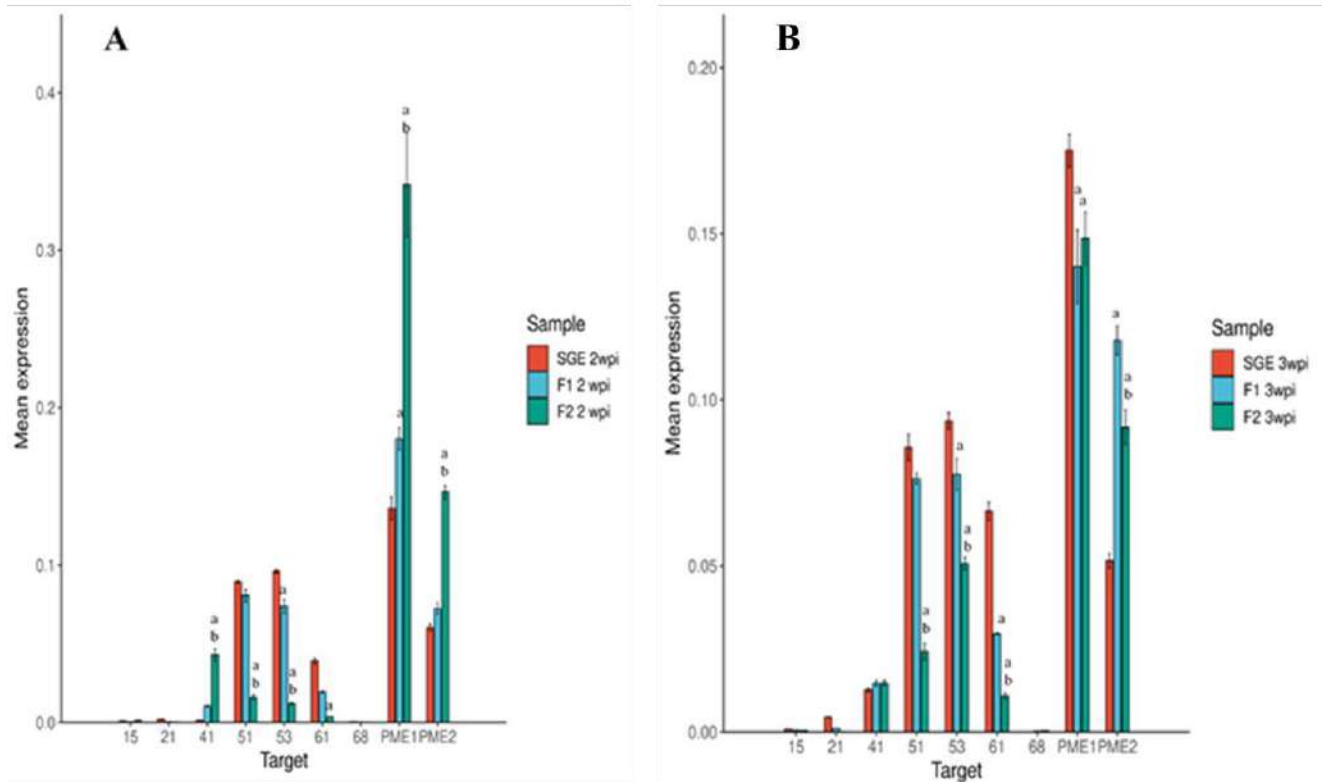 A
0.4
0.3
0.2
0.1
0.0
Mean expression
a
b
a
a
b
a
b
a
a
b
a
b
a
15 21 41 51 53 61 68 PME1 PME2
Target
Sample
SGE 2wpi
F1 2 wpi
F2 2 wpi
B
0.20
0.15
0.10
0.05
0.00
Mean expression
a
a
a
a
b
a
a
b
a
b
a
a
b
15 21 41 51 53 61 68 PME1 PME2
Target
Sample
SGE 3wpi
F1 3wpi
F2 3wpi